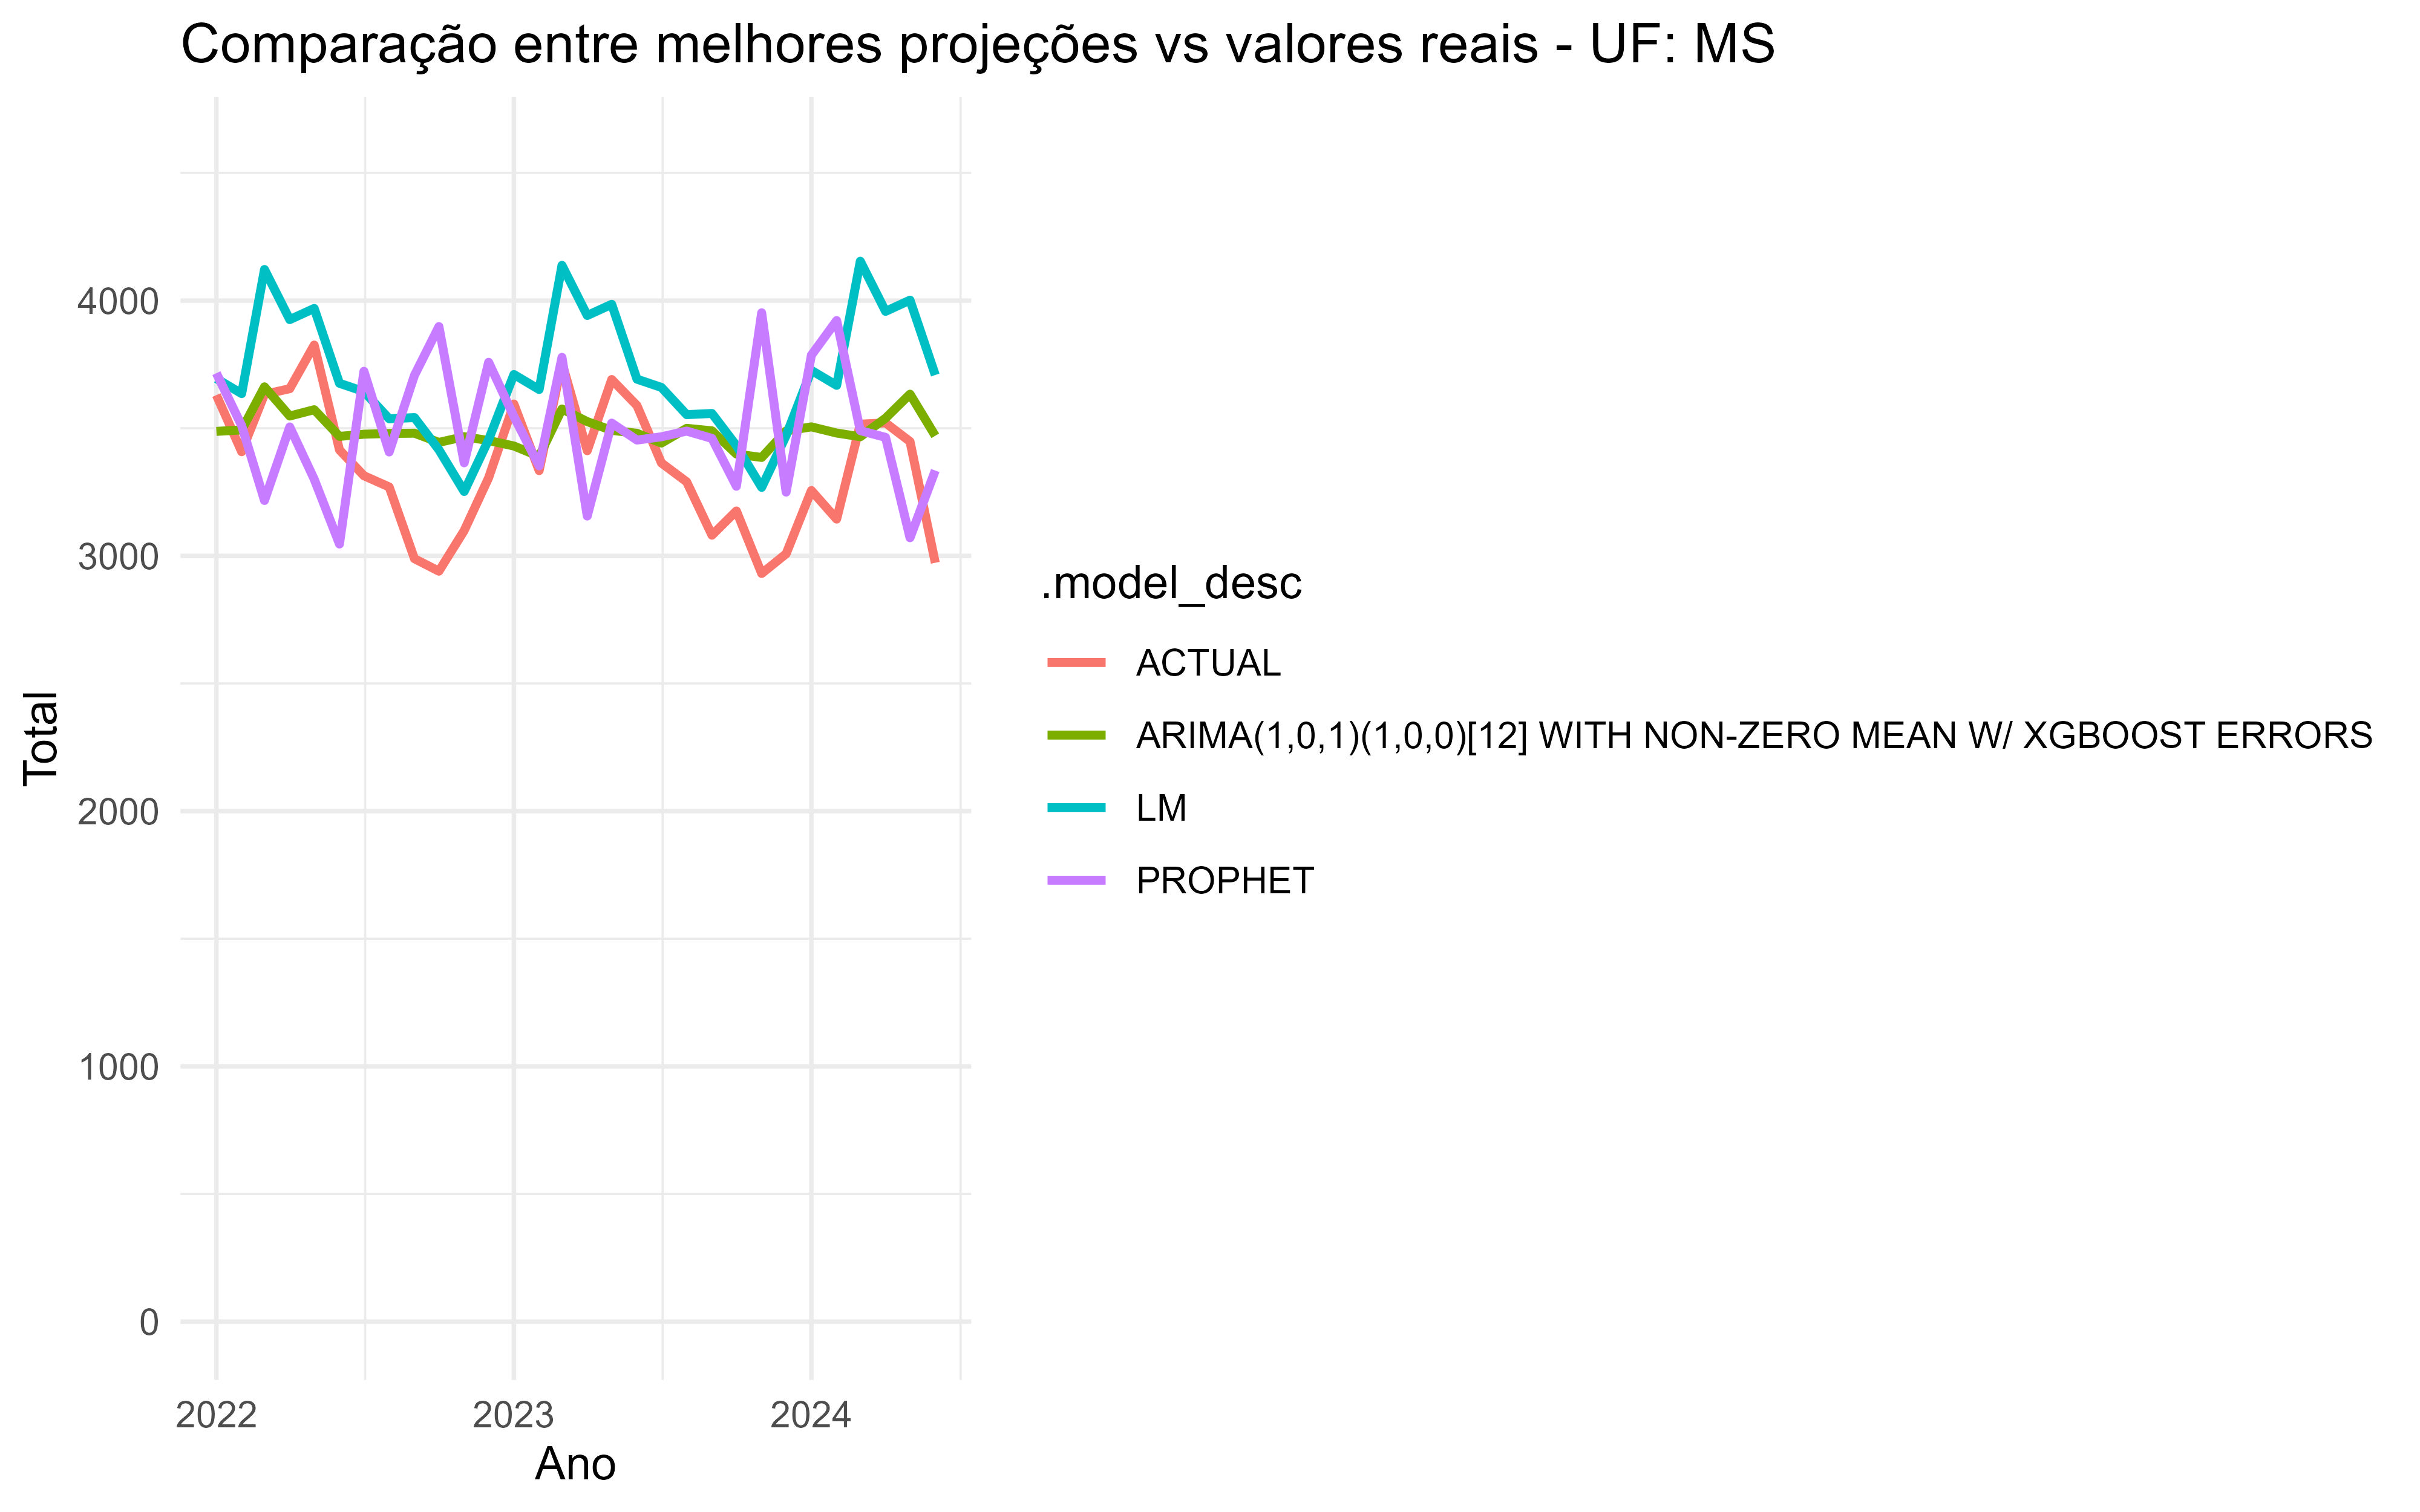 Comparação entre melhores projeções vs valores reais - UF: MS
4000
3000
2000
1000
0
Total
2022 2023 2024
Ano
.model_desc
ACTUAL
ARIMA(1,0,1)(1,0,0)[12] WITH NON-ZERO MEAN W/ XGBOOST ERRORS
LM
PROPHET